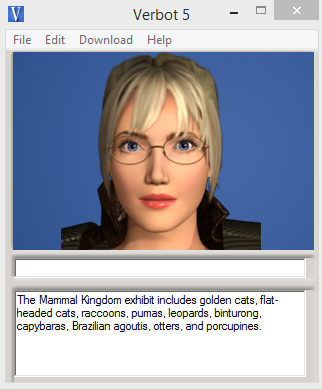 Verbot 5
File Edit Download Help
The Mammal Kingdom exhibit includes golden cats, flat-
headed cats, raccoons, pumas, leopards, binturong,
capybaras, Brazilian agoutis, otters, and porcupines.